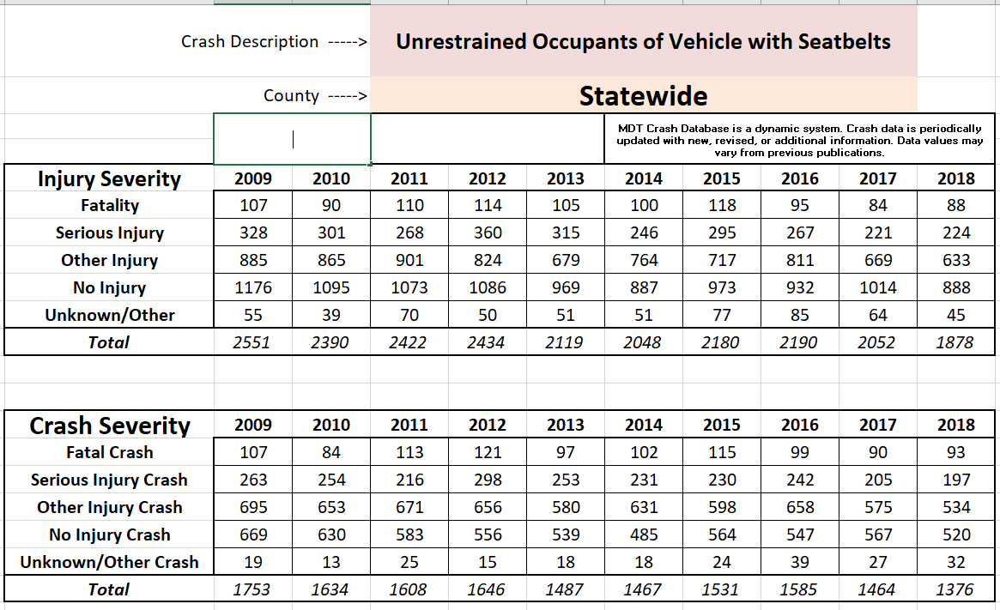 Crash Description ----->
Unrestrained Occupants of Vehicle with Seatbelts
County ----->
Statewide
MDT Crash Database is a dynamic system. Crash data is periodically
updated with new, revised, or additional information. Data values may
vary from previous publications.
Injury Severity 2009 2010 2011 2012 2013 2014 2015 2016 2017 2018
Fatality 107 90 110 114 105 100 118 95 84 88
Serious Injury 328 301 268 360 315 246 295 267 221 224
Other Injury 885 865 901 824 679 764 717 811 669 633
No Injury 1176 1095 1073 1086 969 887 973 932 1014 888
Unknown/Other 55 39 70 50 51 51 77 85 64 45
Total 2551 2390 2422 2434 2119 2048 2180 2190 2052 1878
Crash Severity 2009 2010 2011 2012 2013 2014 2015 2016 2017 2018
Fatal Crash 107 84 113 121 97 102 115 99 90 93
Serious Injury Crash 263 254 216 298 253 231 230 242 205 197
Other Injury Crash 695 653 671 656 580 631 598 658 575 534
No Injury Crash 669 630 583 556 539 485 564 547 567 520
Unknown/Other Crash 19 13 25 15 18 18 24 39 27 32
Total 1753 1634 1608 1646 1487 1467 1531 1585 1464 1376